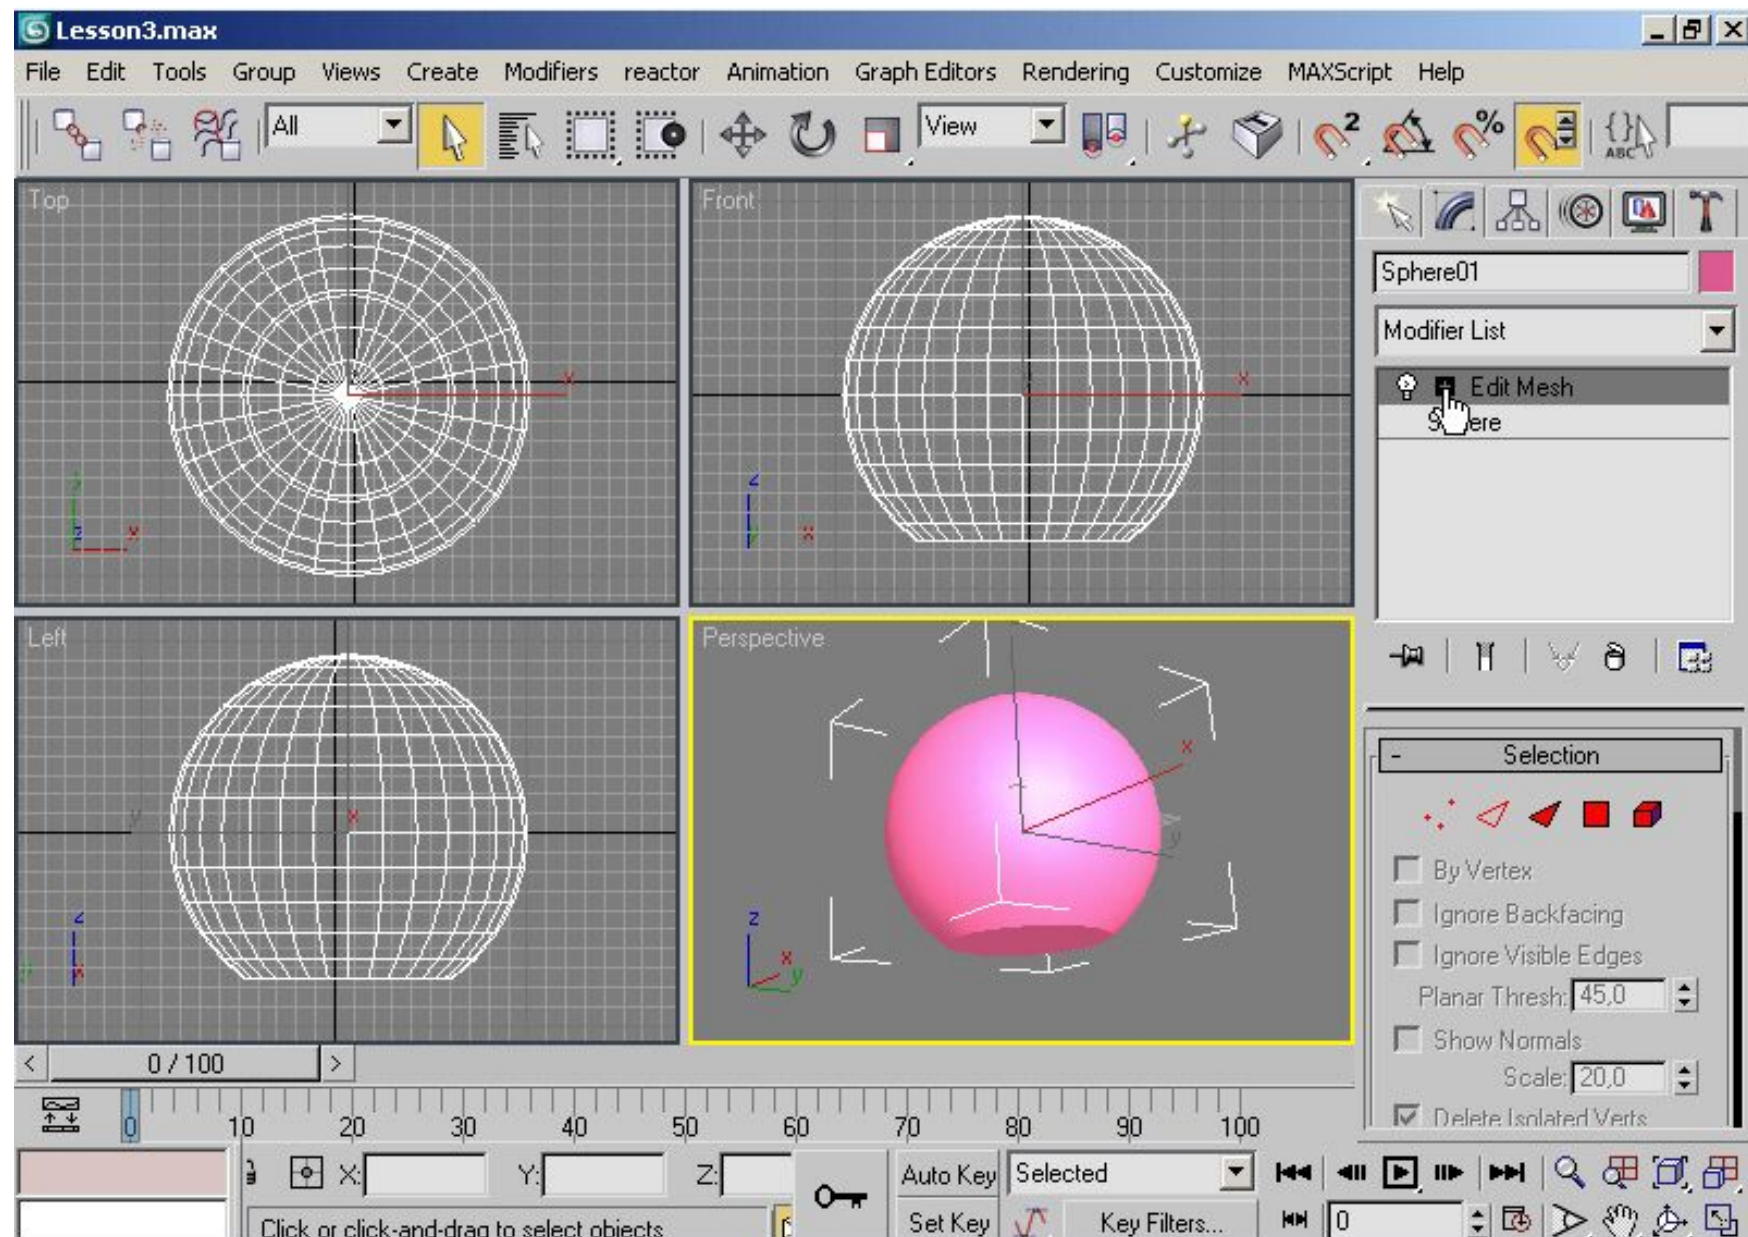 Lesson3.max
File Edit Tools Group Views Create Modifiers reactor Animation Graph Editors Rendering Customize MAXScript Help
All
View
2
%
{}
ABC
Top
Front
Sphere01
Modifier List
Edit Mesh
x
x
z
y
z
x
y
x
Left
Perspective
Selection
x
y
x
y
By Vertex
Ignore Backfacing
z
z
x
y
Ignore Visible Edges
Planar Thresh: 45,0
Show Normals
< 0 / 100 >
Scale: 20,0
0 10 20 30 40 50 60 70 80 90 100
Delete Isolated Verts
X: Y: Z: Auto Key Selected
Click or click-and-drag to select objects Set Key Key Filters... 0